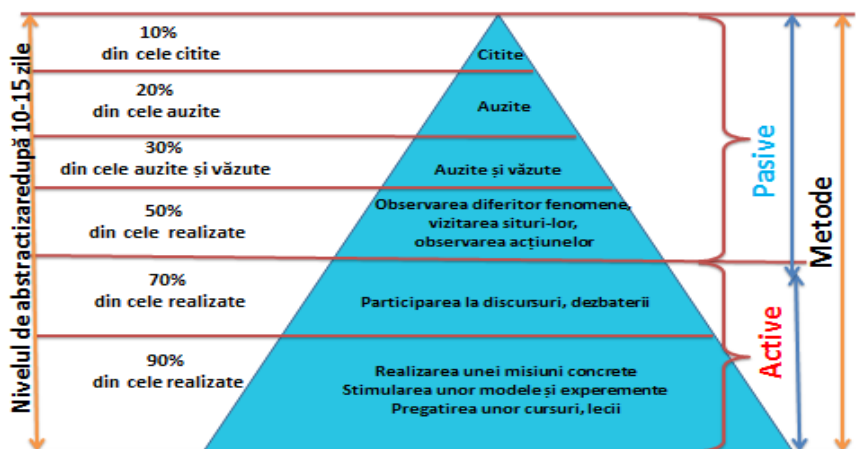 Nivelul de abstractizaredupă 10-15 zile
10%
din cele citite
20%
din cele auzite
30%
din cele auzite și văzute
50%
din cele realizate
70%
din cele realizate
90%
din cele realizate
Citite
Auzite
Auzite și văzute
Observarea diferitor fenomene,
vizitarea situri-lor,
observarea acțiunelor
Participarea la discursuri, dezbaterii
Realizarea unei misiuni concrete
Stimularea unor modele și experemente
Pregatirea unor cursuri, lecii
Pasive
Active
Metode